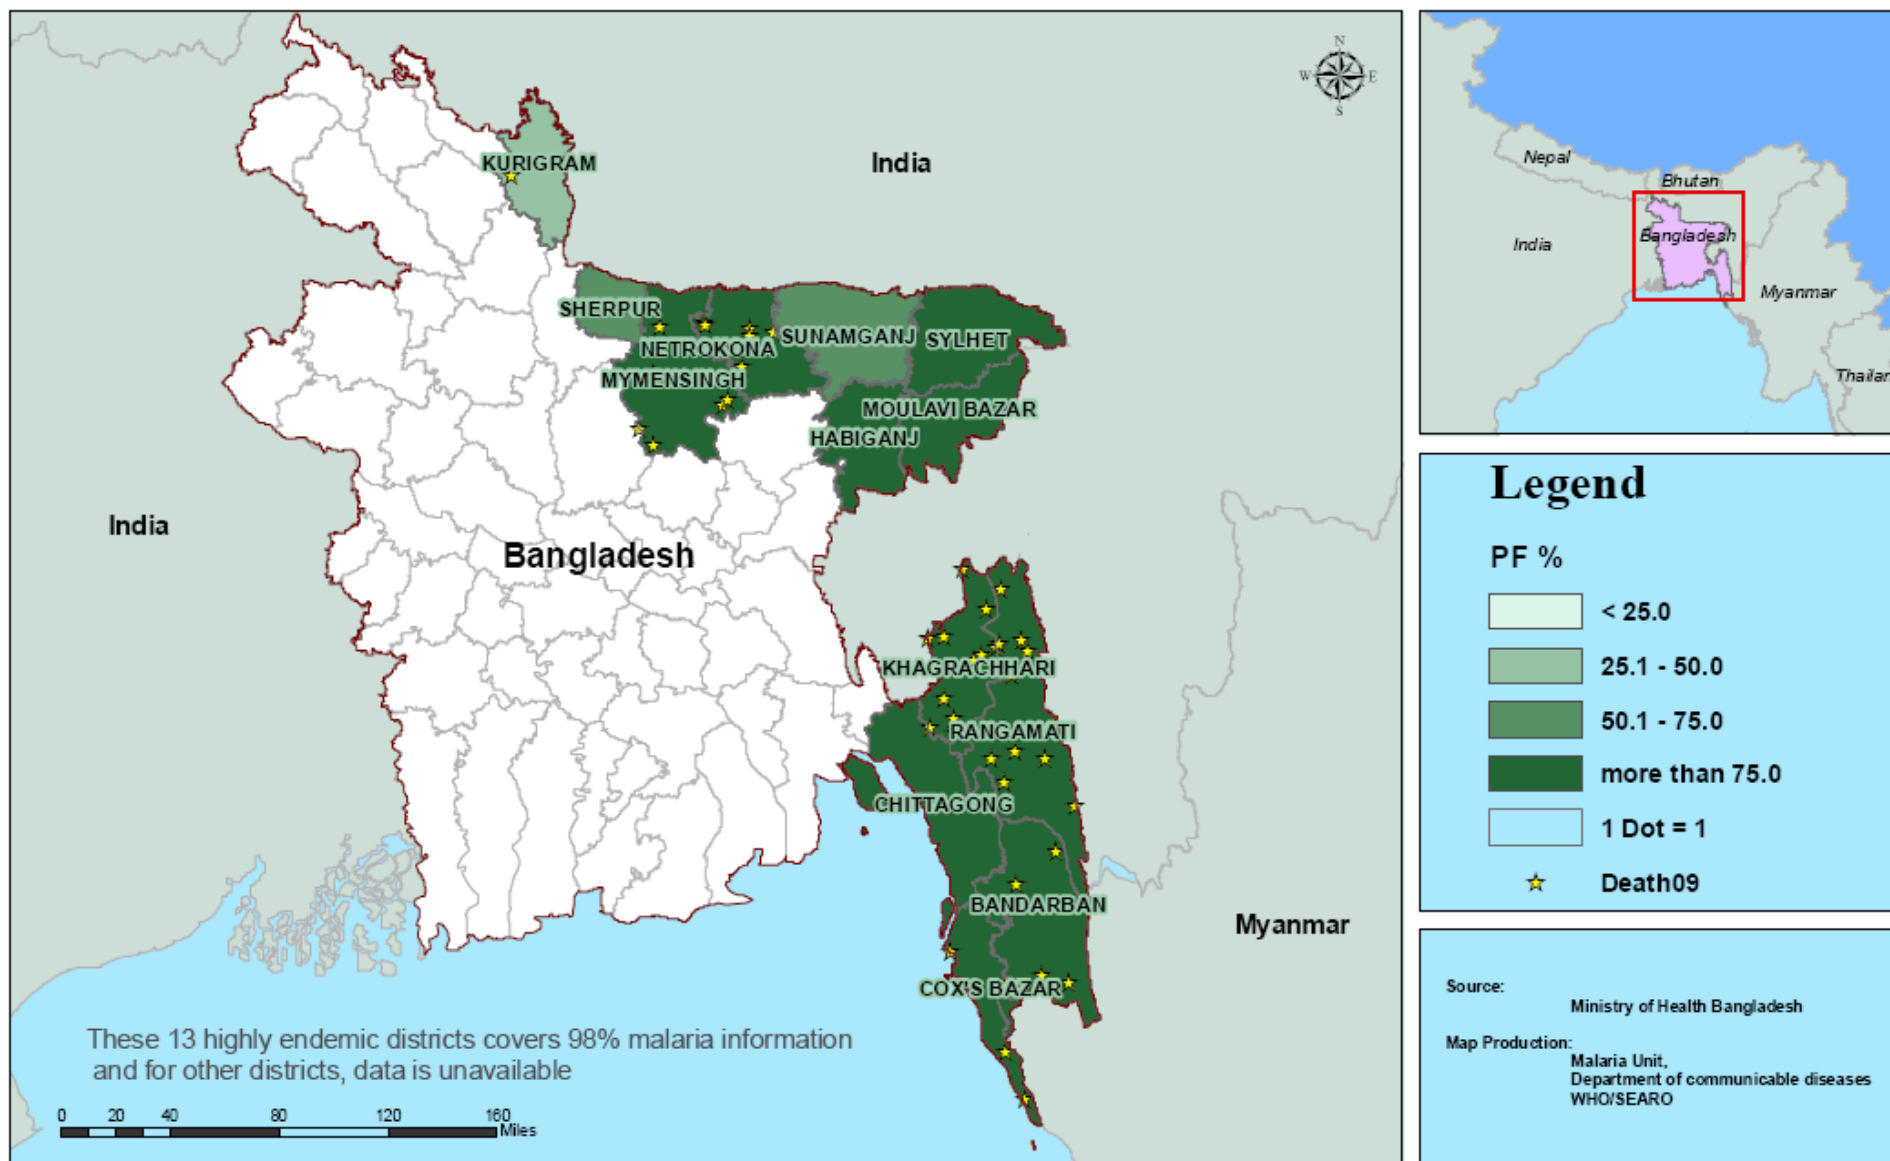 N
W E
S
KURIGRAM
India
SHERPUR
SUNAMGANJ
SYLHET
NETROKONA
MYMENSINGH
MOULAVI BAZAR
HABIGANJ
India
Bangladesh
KHAGRACHHARI
RANGAMATI
CHITTAGONG
BANDARBAN
Myanmar
COX'S BAZAR
These 13 highly endemic districts covers 98% malaria information
and for other districts, data is unavailable
0 20 40 80 120 160
Miles
Nepal
Bhutan
Bangladesh
India
Myanmar
Thailan
Legend
PF %
< 25.0
25.1 - 50.0
50.1 - 75.0
more than 75.0
1 Dot = 1
Death09
Source:
Ministry of Health Bangladesh
Map Production:
Malaria Unit,
Department of communicable diseases
WHO/SEARO